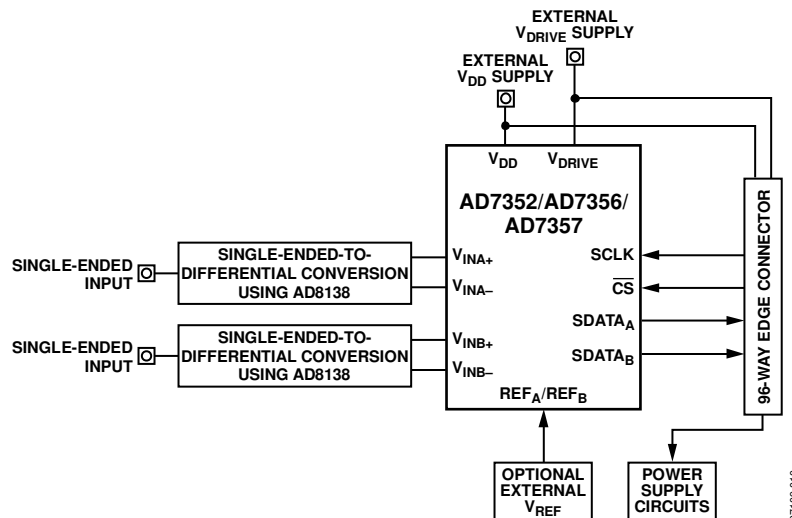 EXTERNAL
VDRIVE SUPPLY
EXTERNAL
VDD SUPPLY
VDD
VDRIVE
AD7352/AD7356/
AD7357
SINGLE-ENDED
INPUT
SINGLE-ENDED-TO-
DIFFERENTIAL CONVERSION
USING AD8138
VINA+
VINA–
SINGLE-ENDED
INPUT
SINGLE-ENDED-TO-
DIFFERENTIAL CONVERSION
USING AD8138
VINB+
VINB–
SCLK
CS
SDATAA
SDATAB
REFA/REFB
96-WAY EDGE CONNECTOR
OPTIONAL
EXTERNAL
VREF
POWER
SUPPLY
CIRCUITS